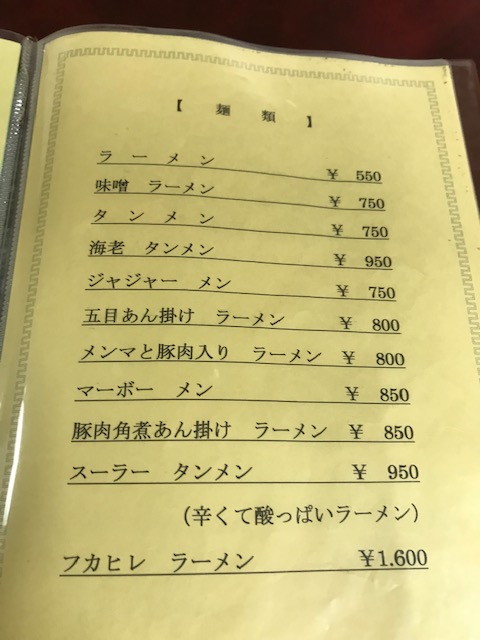 【 麺 類 】
ラ ー メ ン ¥ 550
味噌 ラーメン ¥ 750
タ ン メ ン ¥ 750
海老 タンメン ¥ 950
ジャジャー メン ¥ 750
五目あん掛け ラーメン ¥ 800
メンマと豚肉入り ラーメン ¥ 800
マーボー メン ¥ 850
豚肉角煮あん掛け ラーメン ¥ 850
スーラー タンメン ¥ 950
(辛くて酸っぱいラーメン)
フカヒレ ラーメン ¥1.600